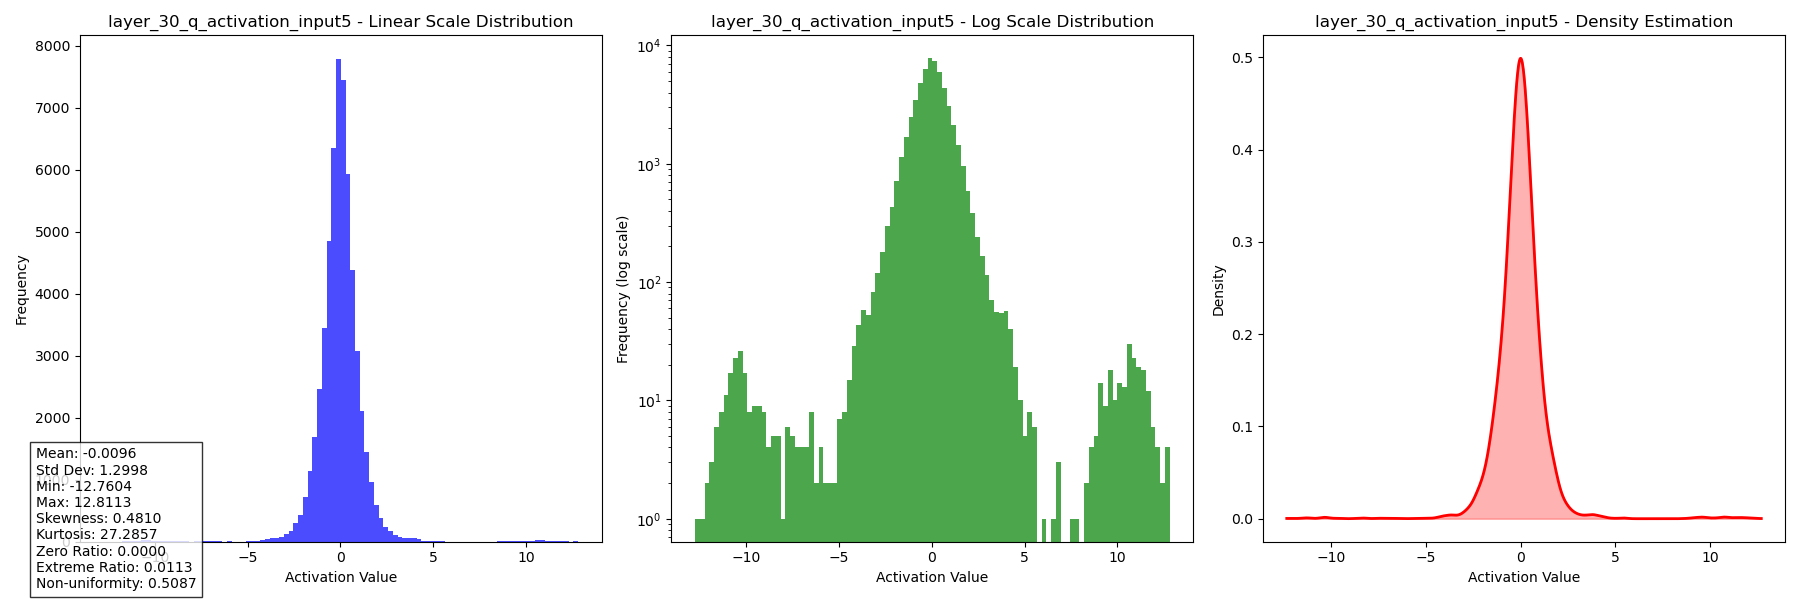 layer_30_q_activation_input5 - Linear Scale Distribution
8000
7000
6000
5000
4000
3000
2000
Frequency
−5
0
5
10
Activation Value
Mean: -0.0096
Std Dev: 1.2998
Min: -12.7604
Max: 12.8113
Skewness: 0.4810
Kurtosis: 27.2857
Zero Ratio: 0.0000
Extreme Ratio: 0.0113
Non-uniformity: 0.5087
layer_30_q_activation_input5 - Log Scale Distribution
10⁴
10³
10²
10¹
10⁰
Frequency (log scale)
−10
−5
0
5
10
Activation Value
layer_30_q_activation_input5 - Density Estimation
0.5
0.4
0.3
0.2
0.1
0.0
Density
−10
−5
0
5
10
Activation Value